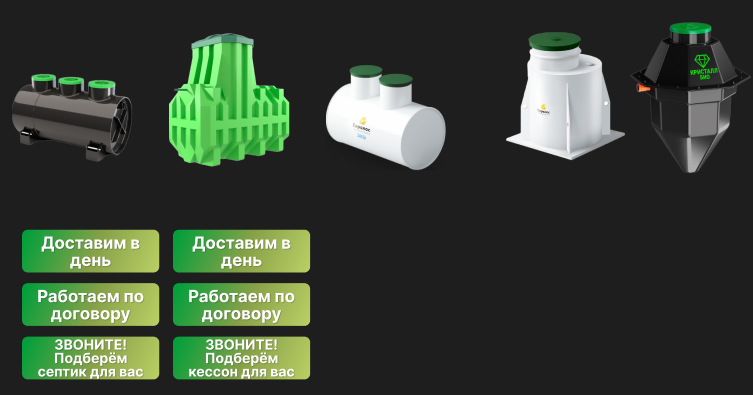 КРИСТАЛЛ
БИО
Доставим в
день
Доставим в
день
Работаем по
договору
Работаем по
договору
ЗВОНИТЕ!
Подберём
септик для вас
ЗВОНИТЕ!
Подберём
кессон для вас